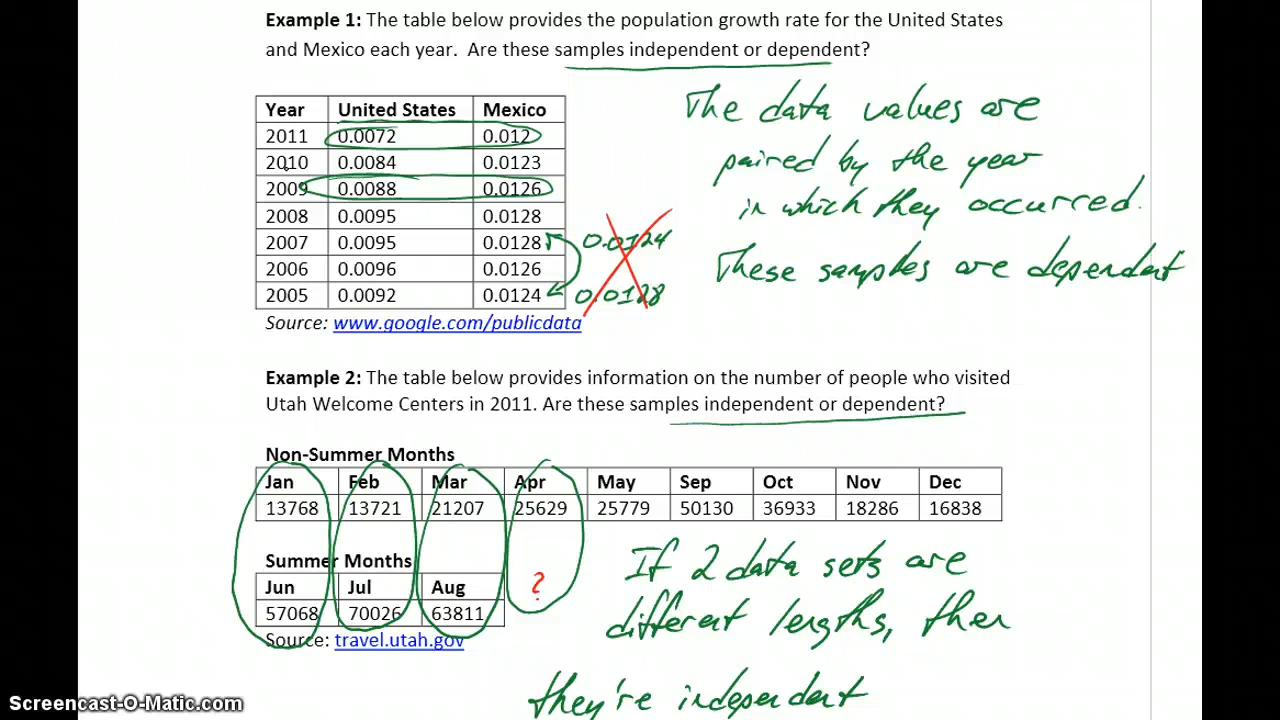 Example 1: The table below provides the population growth rate for the United States
and Mexico each year. Are these samples independent or dependent?
Year United States Mexico
2011 0.0072 0.012
2010 0.0084 0.0123
2009 0.0088 0.0126
2008 0.0095 0.0128
2007 0.0095 0.0128 0.0124
2006 0.0096 0.0126
2005 0.0092 0.0124 0.0128
Source: www.google.com/publicdata
The data values are
paired by the year
in which they occurred.
These samples are dependent
Example 2: The table below provides information on the number of people who visited
Utah Welcome Centers in 2011. Are these samples independent or dependent?
Non-Summer Months
Jan Feb Mar Apr May Sep Oct Nov Dec
13768 13721 21207 25629 25779 50130 36933 18286 16838
Summer Months
Jun Jul Aug ?
57068 70026 63811
Source: travel.utah.gov
If 2 data sets are
different lengths, then
they're independent
Screencast-O-Matic.com